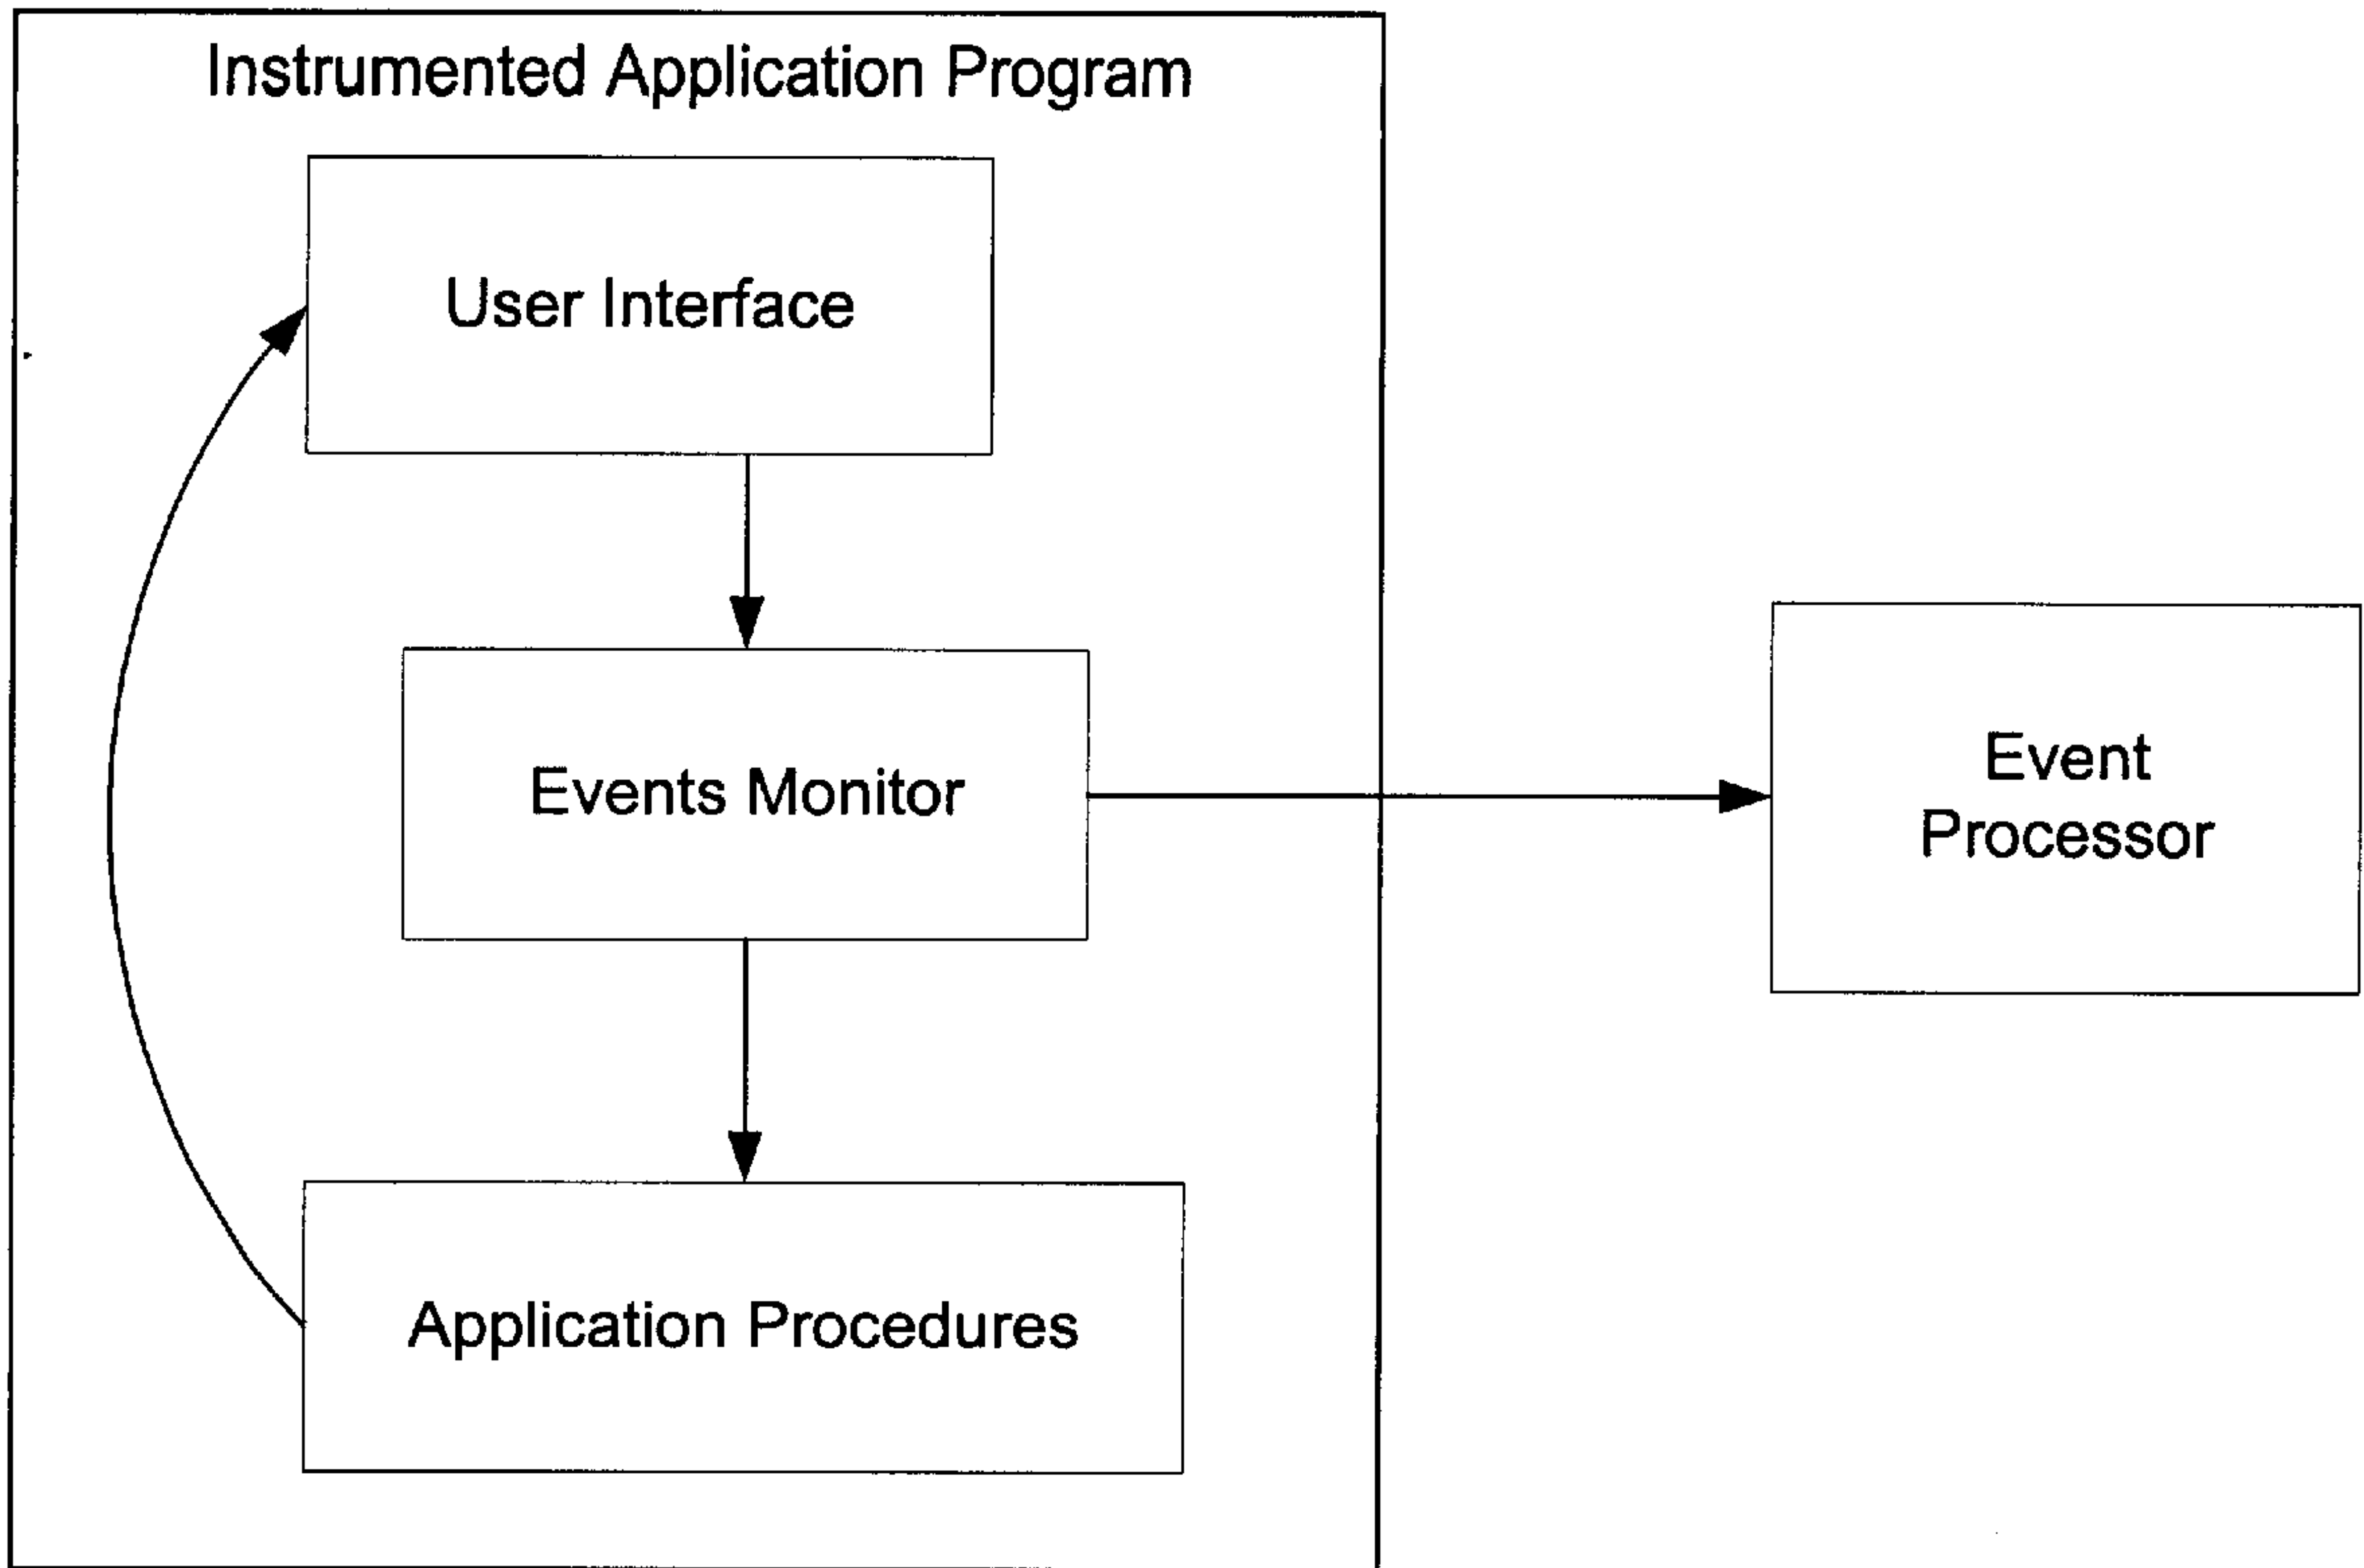 Instrumented Application Program
User Interface
Events Monitor
Event
Processor
Application Procedures